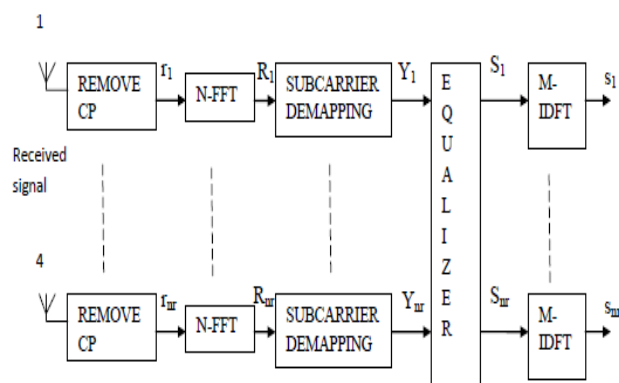 1
REMOVE
CP
r1
N-FFT
R1
SUBCARRIER
DEMAPPING
Y1
E
Q
U
A
L
I
Z
E
R
S1
M-
IDFT
s1
Received
signal
4
REMOVE
CP
rnr
N-FFT
Rnr
SUBCARRIER
DEMAPPING
Ynr
Snr
M-
IDFT
snr